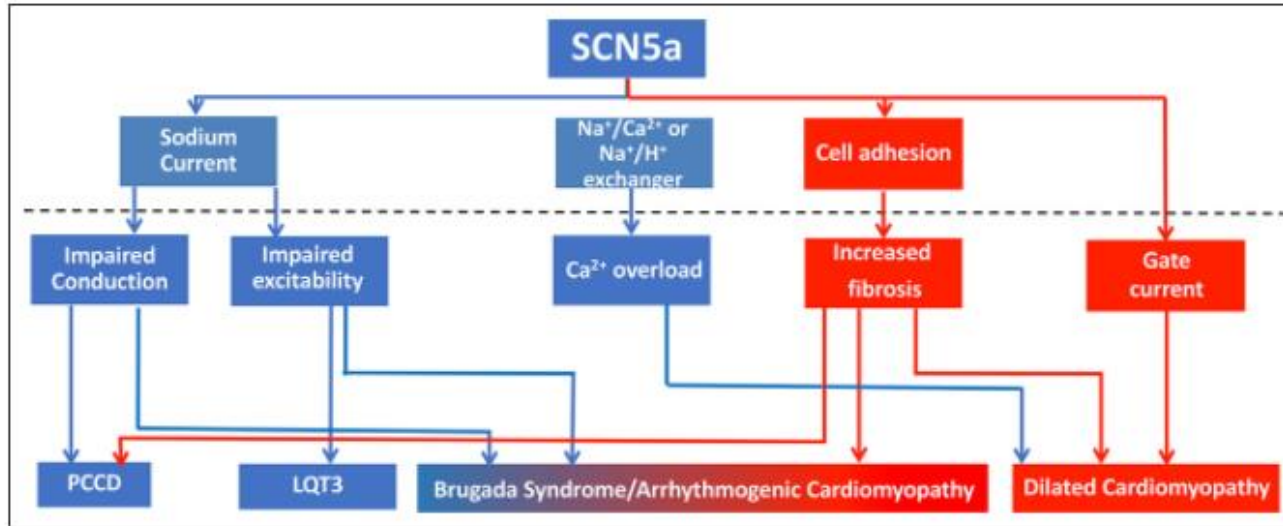 SCN5a
Sodium
Current
Na⁺/Ca²⁺ or
Na⁺/H⁺
exchanger
Cell adhesion
Impaired
Conduction
Impaired
excitability
Ca²⁺ overload
Increased
fibrosis
Gate
current
PCCD
LQT3
Brugada Syndrome/Arrhythmogenic Cardiomyopathy
Dilated Cardiomyopathy